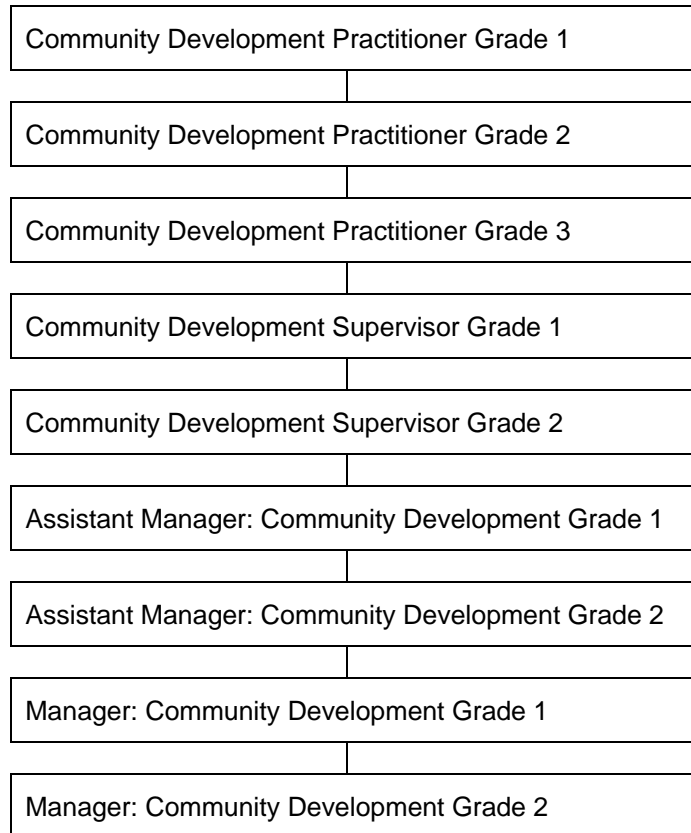 Community Development Practitioner Grade 1
Community Development Practitioner Grade 2
Community Development Practitioner Grade 3
Community Development Supervisor Grade 1
Community Development Supervisor Grade 2
Assistant Manager: Community Development Grade 1
Assistant Manager: Community Development Grade 2
Manager: Community Development Grade 1
Manager: Community Development Grade 2